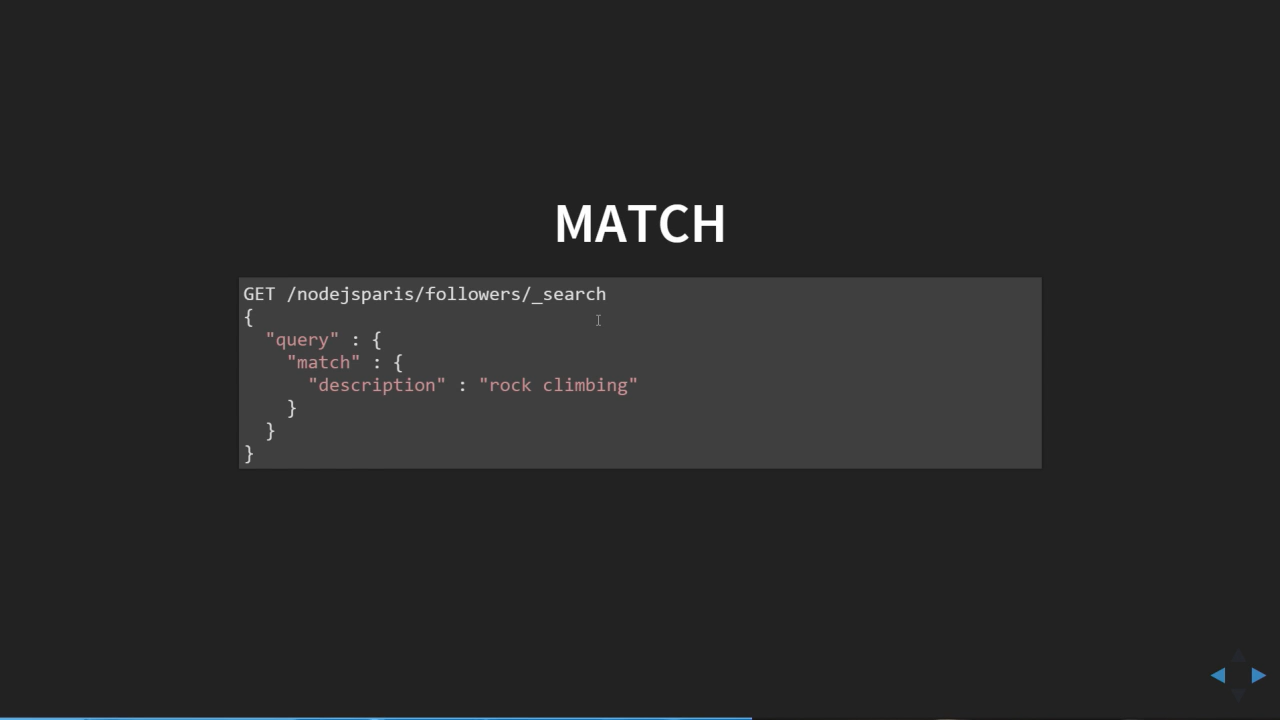 MATCH
GET /nodejsparis/followers/_search
{
  "query" : {
    "match" : {
      "description" : "rock climbing"
    }
  }
}